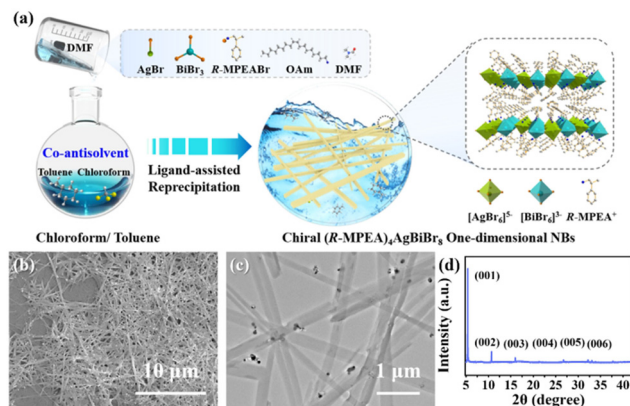 (a)
DMF
AgBr BiBr₃ R-MPEABr OAm DMF
Co-antisolvent
Toluene Chloroform
Ligand-assisted
Reprecipitation
[AgBr₆]⁵⁻ [BiBr₆]³⁻ R-MPEA⁺
Chloroform/ Toluene
Chiral (R-MPEA)₄AgBiBr₈ One-dimensional NBs
(b)
10 μm
(c)
1 μm
(d)
Intensity (a.u.)
(001)
(002) (003) (004) (005) (006)
5 10 15 20 25 30 35 40
2θ (degree)